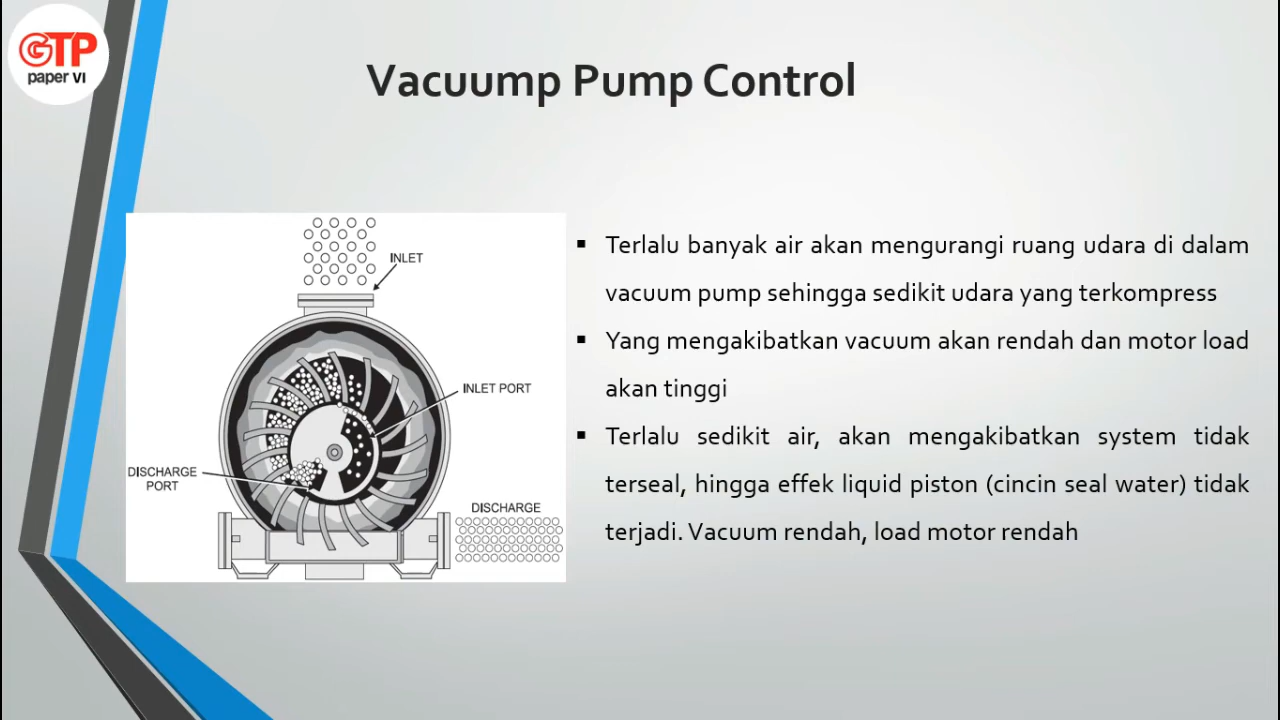 GTP
paper VI
Vacuump Pump Control
INLET
INLET PORT
DISCHARGE
PORT
DISCHARGE
▪ Terlalu banyak air akan mengurangi ruang udara di dalam
vacuum pump sehingga sedikit udara yang terkompress
▪ Yang mengakibatkan vacuum akan rendah dan motor load
akan tinggi
▪ Terlalu sedikit air, akan mengakibatkan system tidak
terseal, hingga effek liquid piston (cincin seal water) tidak
terjadi. Vacuum rendah, load motor rendah